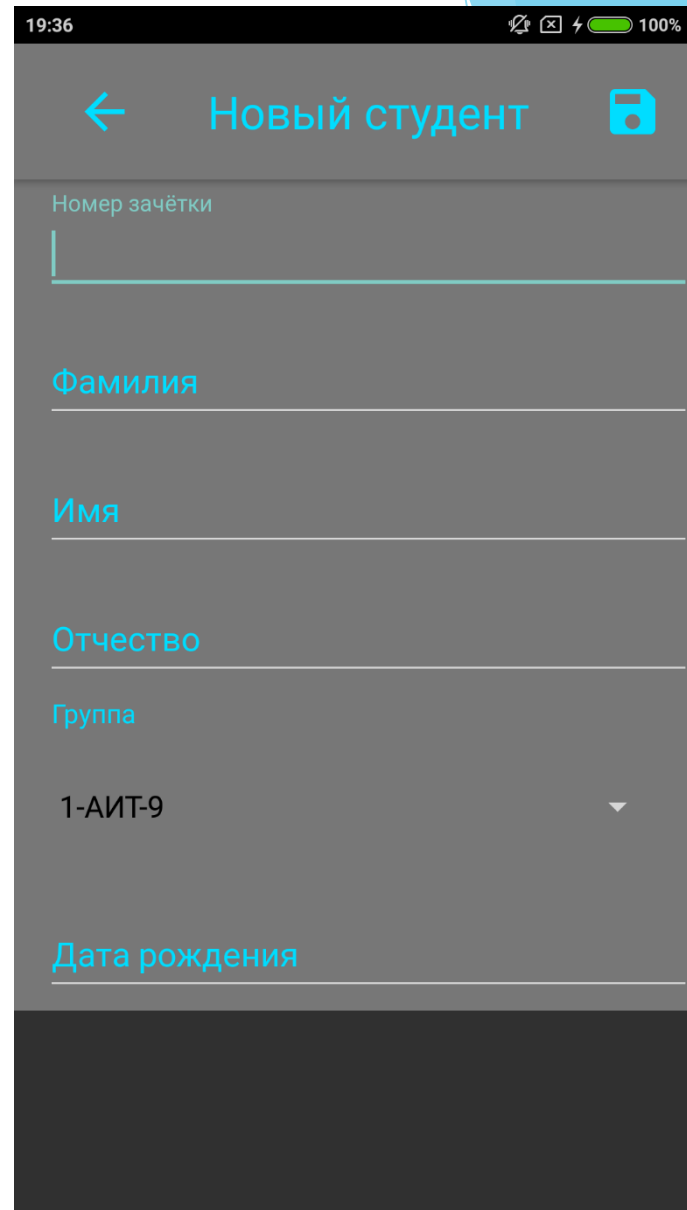 19:36
100%
Новый студент
Номер зачётки
Фамилия
Имя
Отчество
Группа
1-АИТ-9
Дата рождения